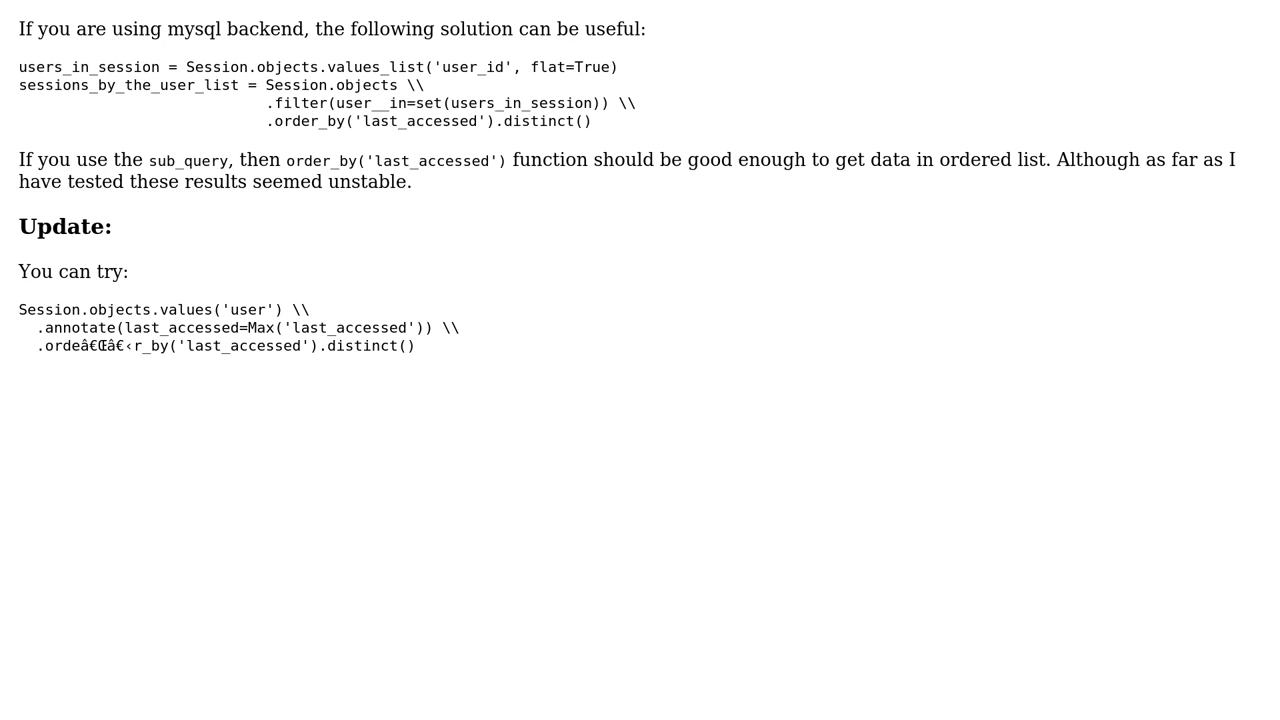 If you are using mysql backend, the following solution can be useful:
users_in_session = Session.objects.values_list('user_id', flat=True)
sessions_by_the_user_list = Session.objects \\
                            .filter(user__in=set(users_in_session)) \\
                            .order_by('last_accessed').distinct()
If you use the sub_query, then order_by('last_accessed') function should be good enough to get data in ordered list. Although as far as I
have tested these results seemed unstable.
Update:
You can try:
Session.objects.values('user') \\
  .annotate(last_accessed=Max('last_accessed')) \\
  .ordeâ€Œâ€‹r_by('last_accessed').distinct()